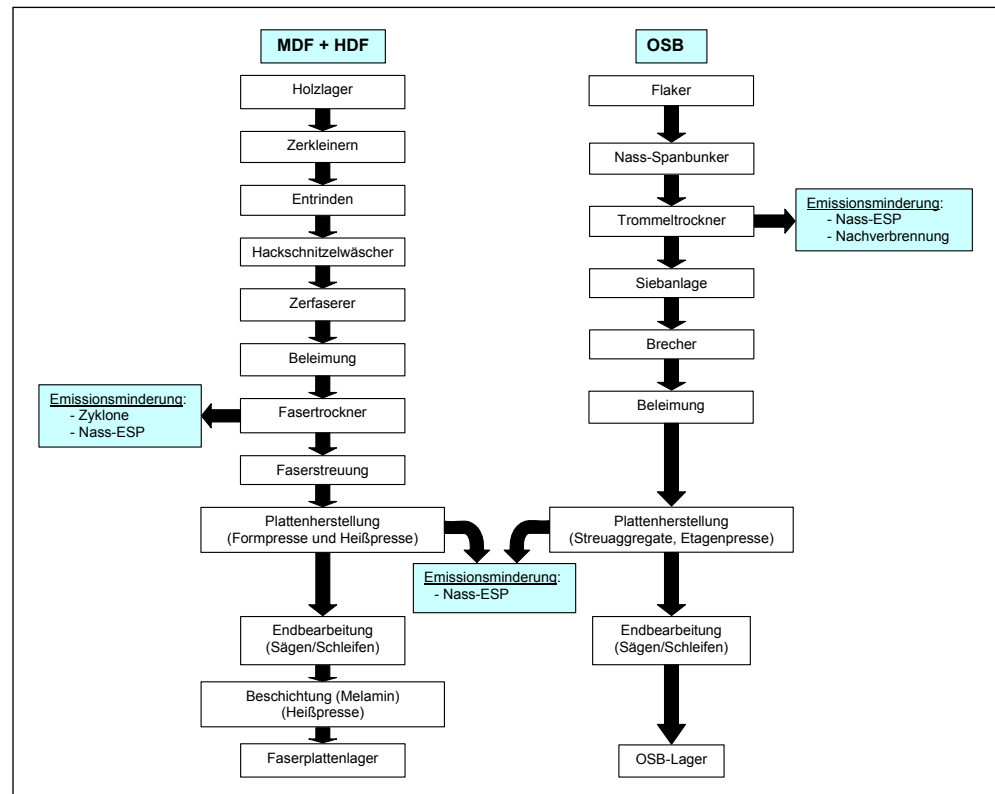 MDF + HDF
Holzlager
Zerkleinern
Entrinden
Hackschnitzelwäscher
Zerfaserer
Beleimung
Emissionsminderung:
- Zyklone
- Nass-ESP
Fasertrockner
Faserstreuung
Plattenherstellung
(Formpresse und Heißpresse)
Emissionsminderung:
- Nass-ESP
Endbearbeitung
(Sägen/Schleifen)
Beschichtung (Melamin)
(Heißpresse)
Faserplattenlager
OSB
Flaker
Nass-Spanbunker
Trommeltrockner
Emissionsminderung:
- Nass-ESP
- Nachverbrennung
Siebanlage
Brecher
Beleimung
Plattenherstellung
(Streuaggregate, Etagenpresse)
Endbearbeitung
(Sägen/Schleifen)
OSB-Lager